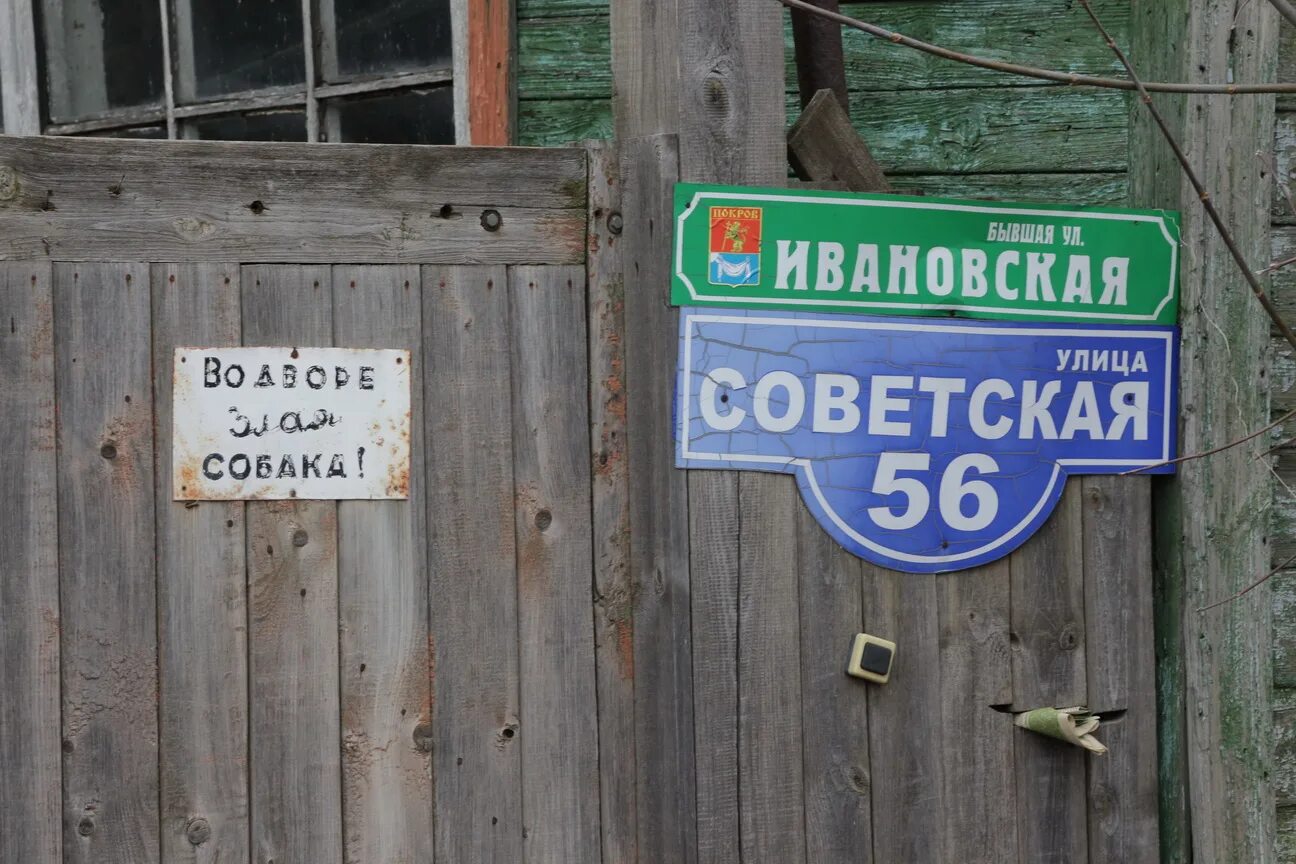 Во дворе
злая
собака!
ПОКРОВ
БЫВШАЯ УЛ.
ИВАНОВСКАЯ
УЛИЦА
СОВЕТСКАЯ
56